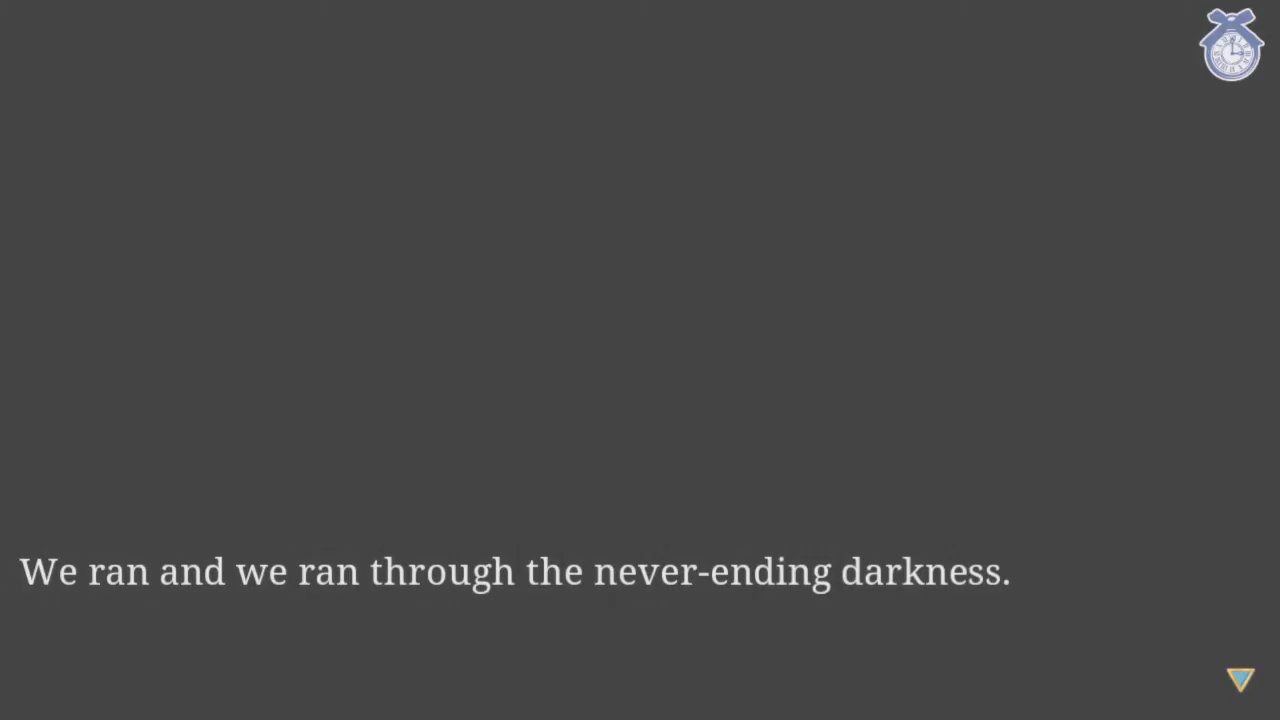 We ran and we ran through the never-ending darkness.